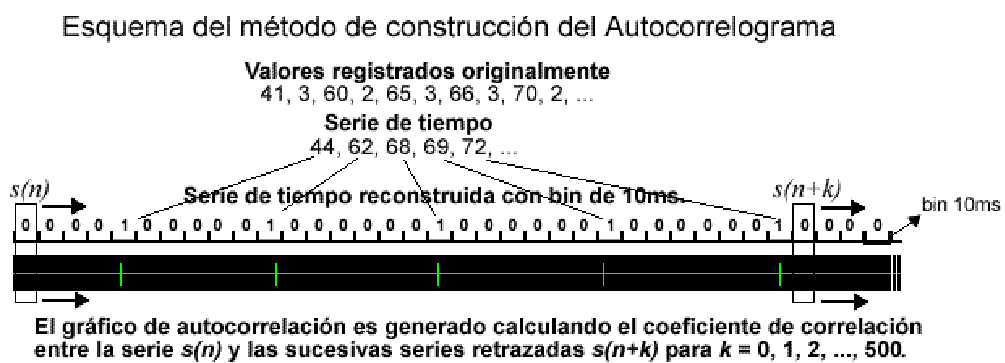 Esquema del método de construcción del Autocorrelograma
Valores registrados originalmente
41, 3, 60, 2, 65, 3, 66, 3, 70, 2, ...
Serie de tiempo
44, 62, 68, 69, 72, ...
s(n)
Serie de tiempo reconstruida con bin de 10ms.
s(n+k)
bin 10ms
0 0 0 0 1 0 0 0 0 0 1 0 0 0 0 0 0 1 0 0 0 0 0 0 1 0 0 0 0 0 0 1 0 0 0 0
El gráfico de autocorrelación es generado calculando el coeficiente de correlación
entre la serie s(n) y las sucesivas series retrazadas s(n+k) para k = 0, 1, 2, ..., 500.